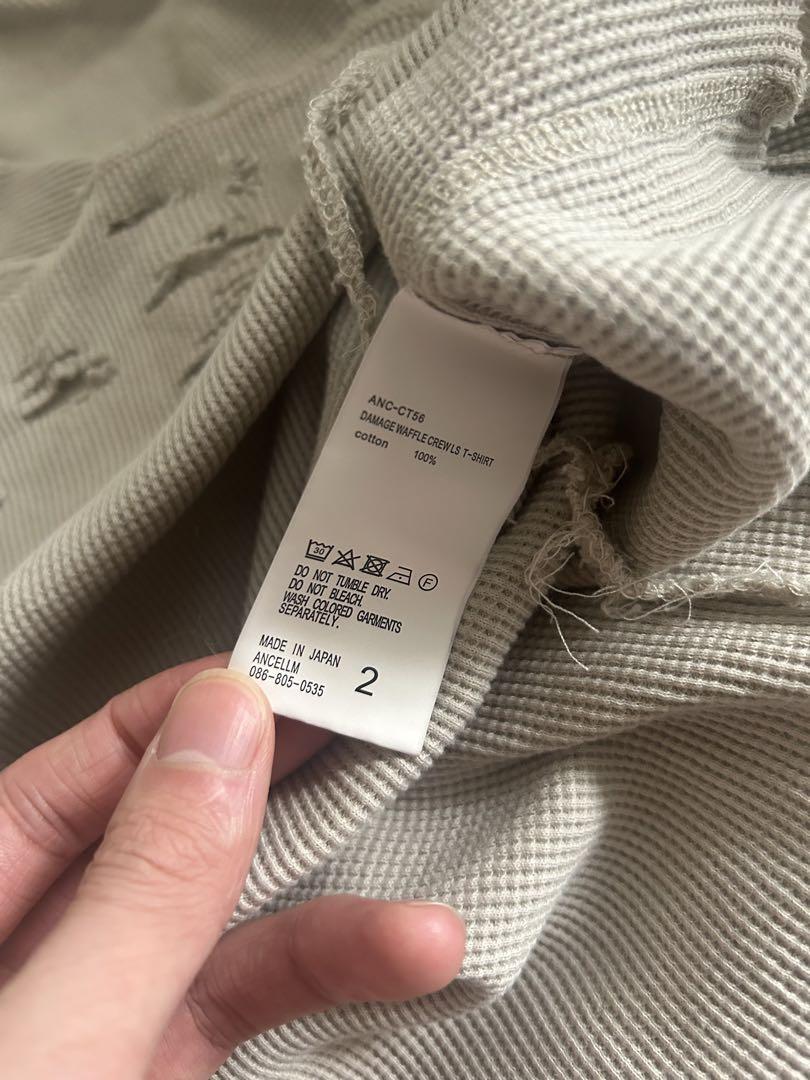 ANC-CT56
DAMAGE WAFFLE CREW LS T-SHIRT
cotton 100%
30 F
DO NOT TUMBLE DRY.
DO NOT BLEACH.
WASH COLORED GARMENTS
SEPARATELY.
MADE IN JAPAN
ANCELLM
086-805-0535 2